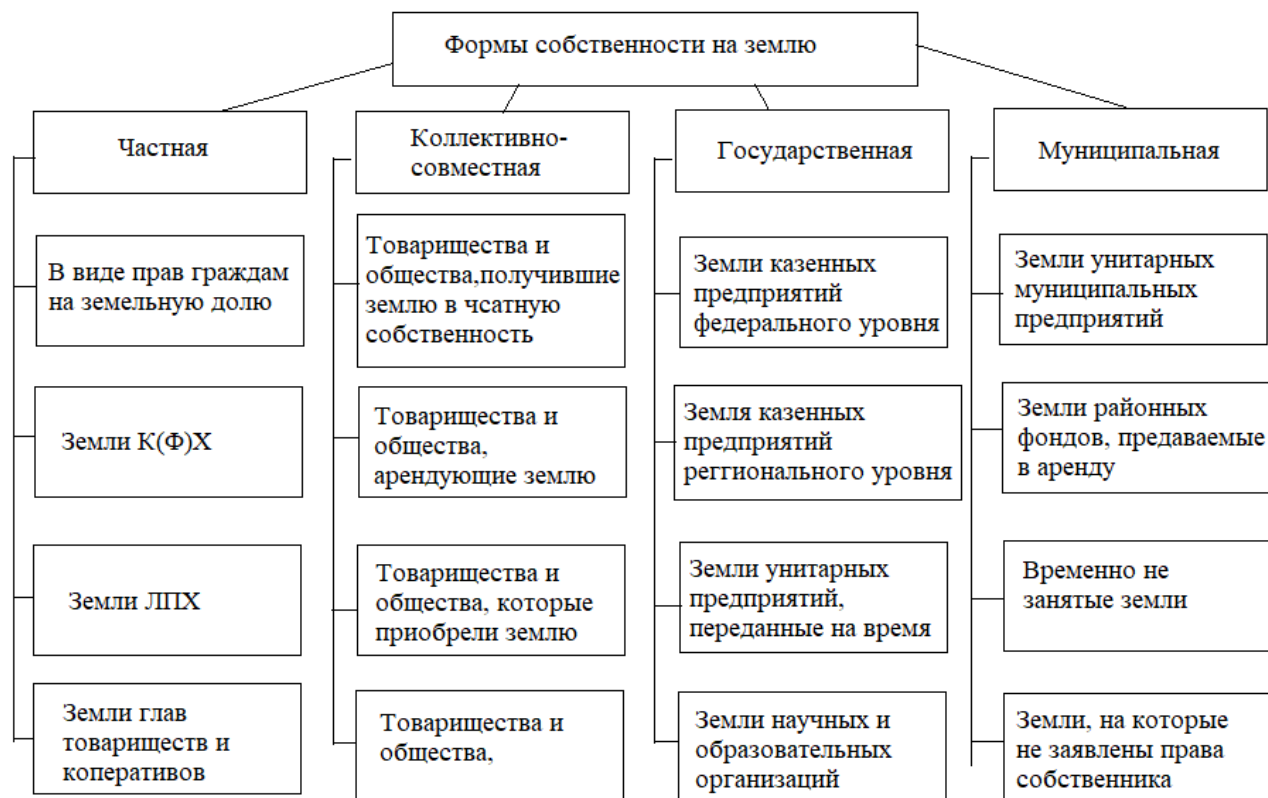 Формы собственности на землю
Частная
В виде прав граждам
на земельную долю
Земли К(Ф)Х
Земли ЛПХ
Земли глав
товариществ и
коперативов
Коллективно-
совместная
Товарищества и
общества,получившие
землю в чсатную
собственность
Товарищества и
общества,
арендующие землю
Товарищества и
общества, которые
приобрели землю
Товарищества и
общества,
Государственная
Земли казенных
предприятий
федерального уровня
Земля казенных
предприятий
реггионального уровня
Земли унитарных
предприятий,
переданные на время
Земли научных и
образовательных
организаций
Муниципальная
Земли унитарных
муниципальных
предприятий
Земли районных
фондов, предаваемые
в аренду
Временно не
занятые земли
Земли, на которые
не заявлены права
собственника